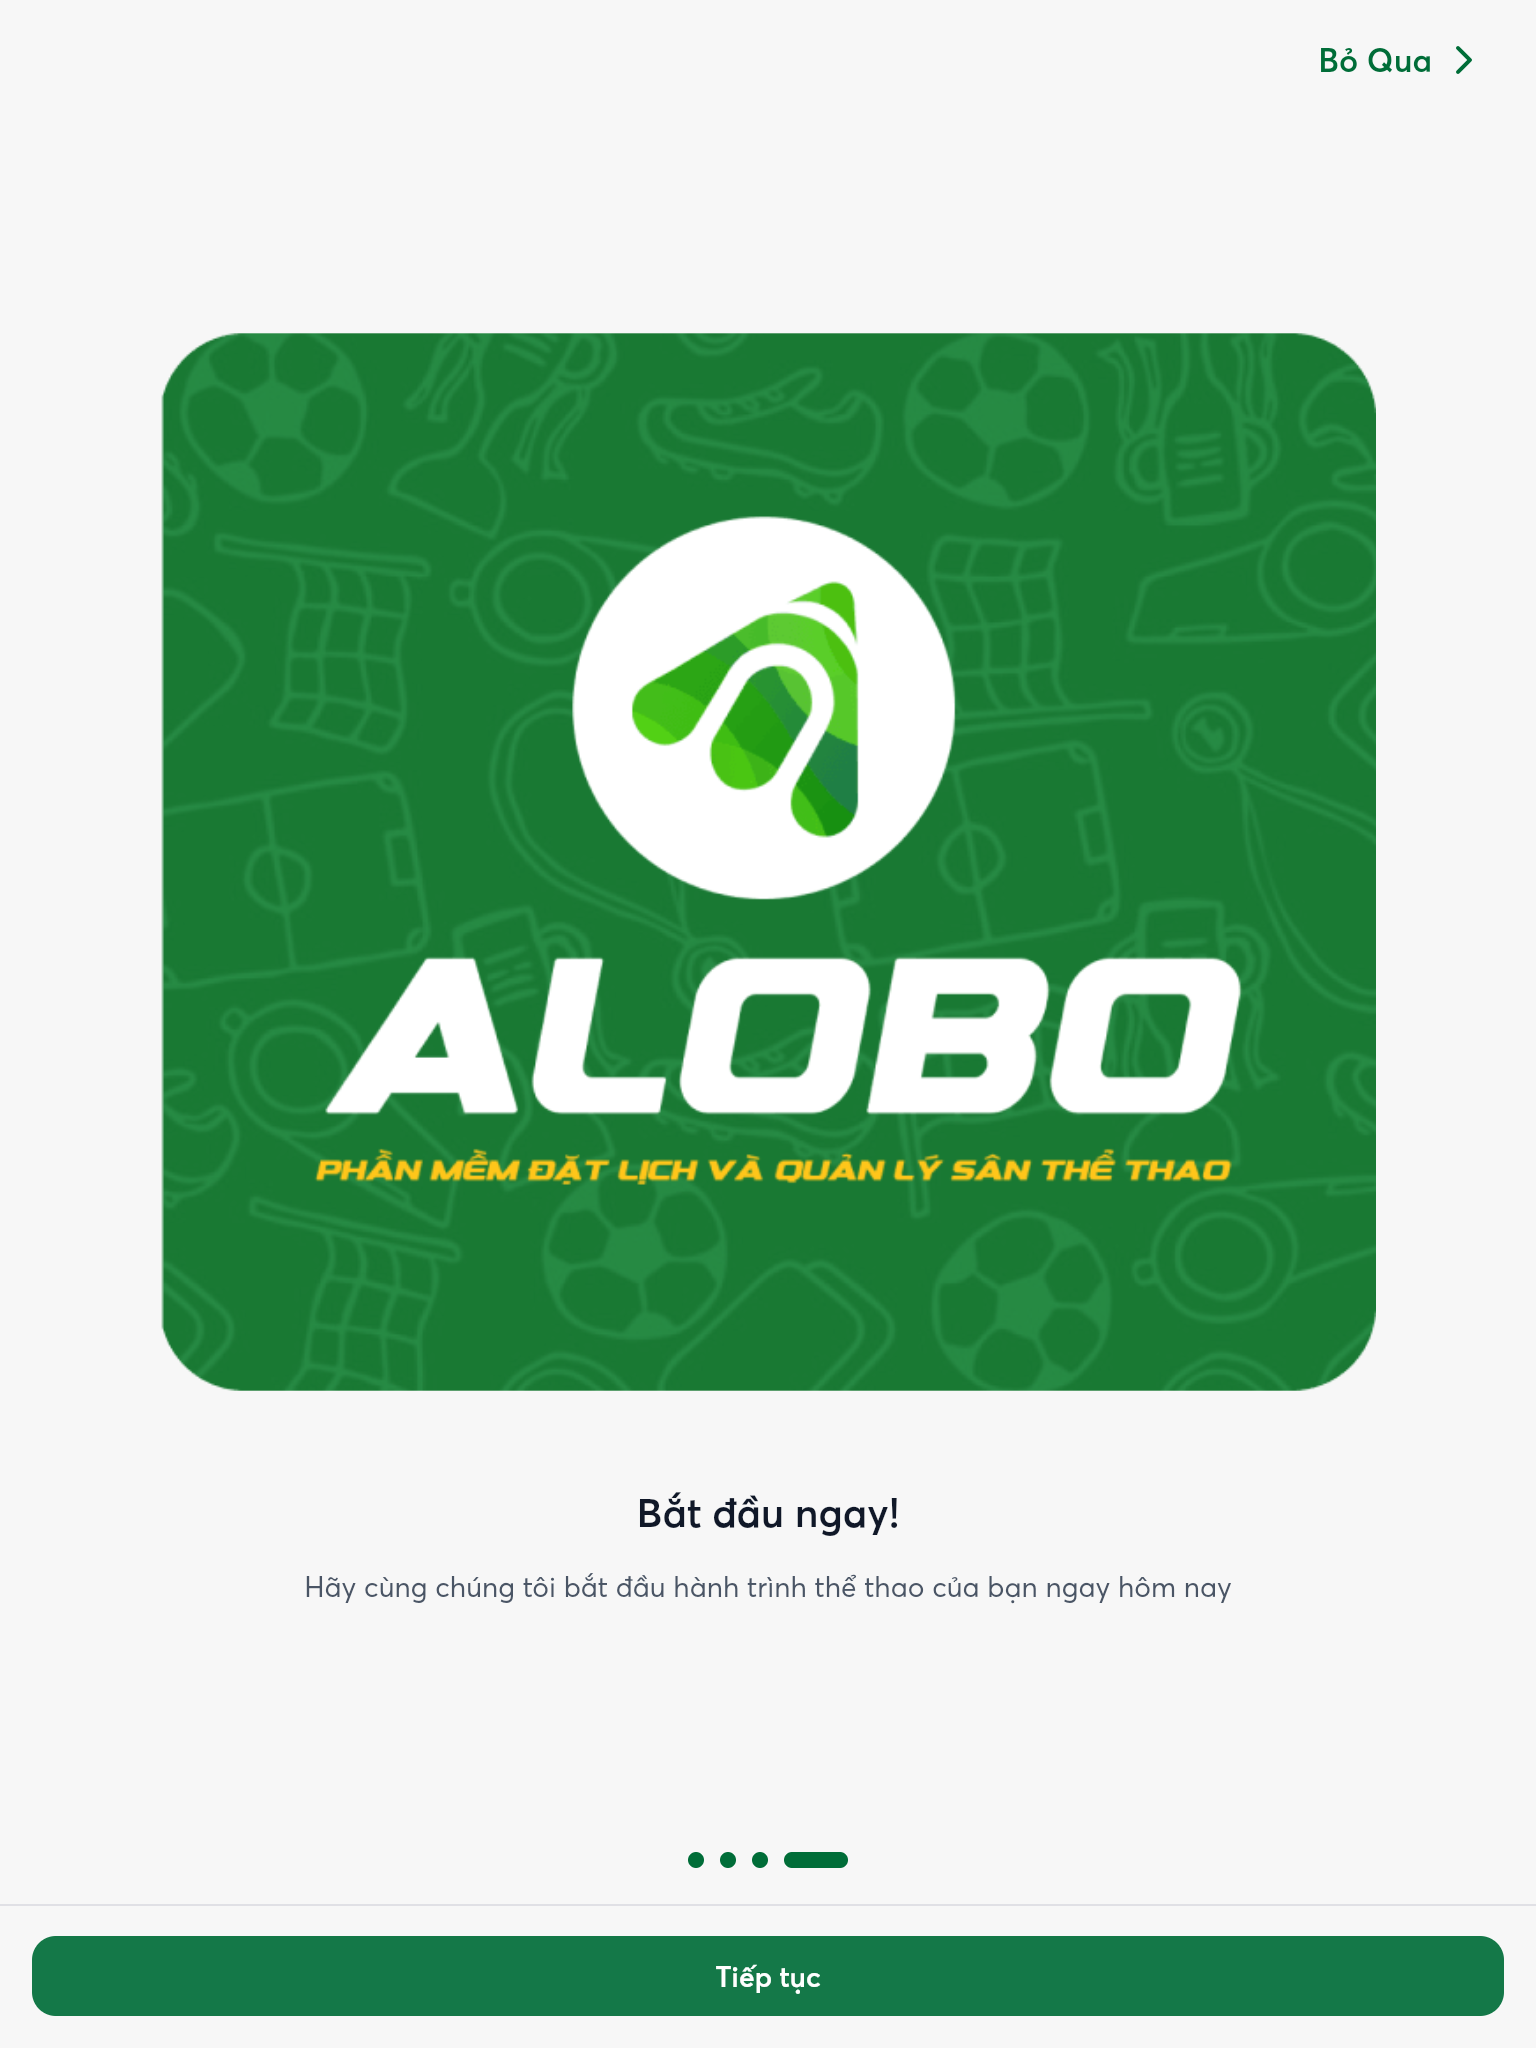 Bỏ Qua
ALOBO
PHẦN MỀM ĐẶT LỊCH VÀ QUẢN LÝ SÂN THỂ THAO
Bắt đầu ngay!
Hãy cùng chúng tôi bắt đầu hành trình thể thao của bạn ngay hôm nay
Tiếp tục